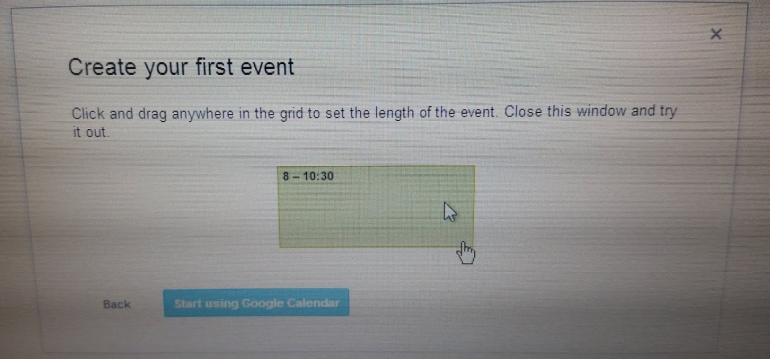 Create your first event
Click and drag anywhere in the grid to set the length of the event. Close this window and try
it out.
8 – 10:30
Back
Start using Google Calendar